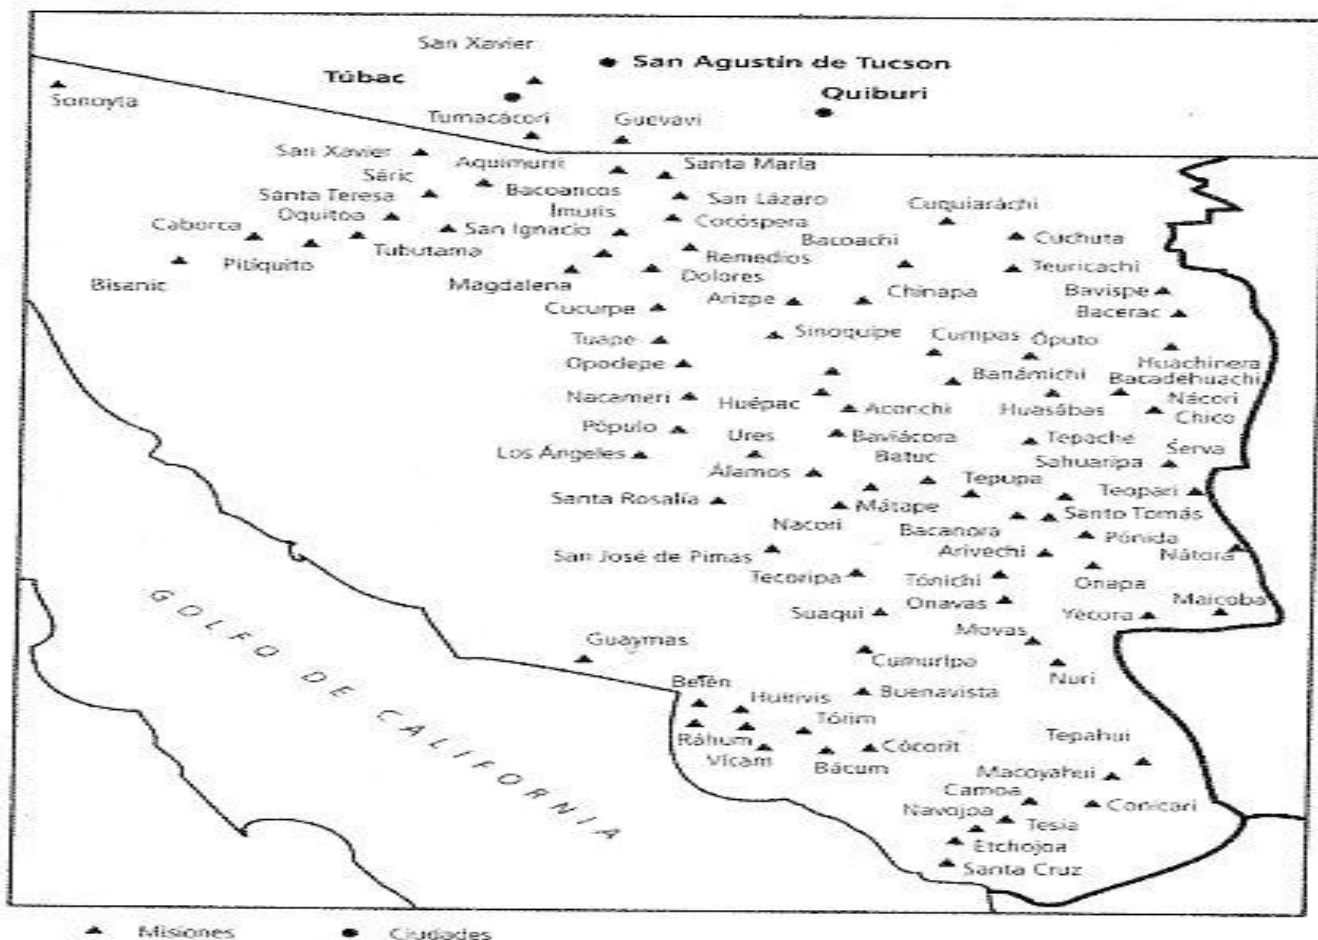 San Xavier
San Agustín de Tucson
Túbac
Quiburi
Sonoyta
Tumacácori
Guevavi
San Xavier
Aquimurri
Santa María
Sáric
Bacoancos
Santa Teresa
San Lázaro
Cuquiaráchi
Oquitoa
Ímuris
Caborca
San Ignacio
Cocóspera
Bacoachi
Cuchuta
Tubutama
Remedios
Pitiquito
Teuricachi
Bisanic
Magdalena
Dolores
Arizpe
Chinapa
Bavispe
Cucurpe
Bacerac
Sinoquipe
Cumpas
Óputo
Tuape
Opodepe
Huachinera
Banámichi
Bacadéhuachi
Nacameri
Huépac
Aconchi
Huasábas
Nácori
Chico
Pópulo
Ures
Baviácora
Tepache
Los Ángeles
Batuc
Sahuaripa
Serva
Álamos
Tepupa
Teopari
Santa Rosalía
Mátape
Santo Tomás
Nacori
Bacanora
Pónida
San José de Pimas
Arivechi
Nátora
Tecoripa
Tónichi
Onapa
Suaqui
Onavas
Yécora
Maicoba
Movas
Guaymas
Cumuripa
Nuri
Belén
Huirivis
Buenavista
Tórim
Ráhum
Cócorit
Tepahui
Vícam
Bácum
Macoyahui
Camoa
Conicari
Navojoa
Tesia
Etchojoa
Santa Cruz
GOLFO DE CALIFORNIA
Misiones
Ciudades